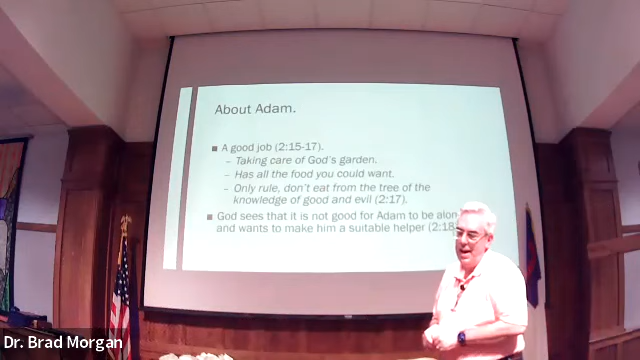 About Adam.
■ A good job (2:15-17).
– Taking care of God's garden.
– Has all the food you could want.
– Only rule, don't eat from the tree of the
knowledge of good and evil (2:17).
■ God sees that it is not good for Adam to be alon
and wants to make him a suitable helper (2:18
Dr. Brad Morgan